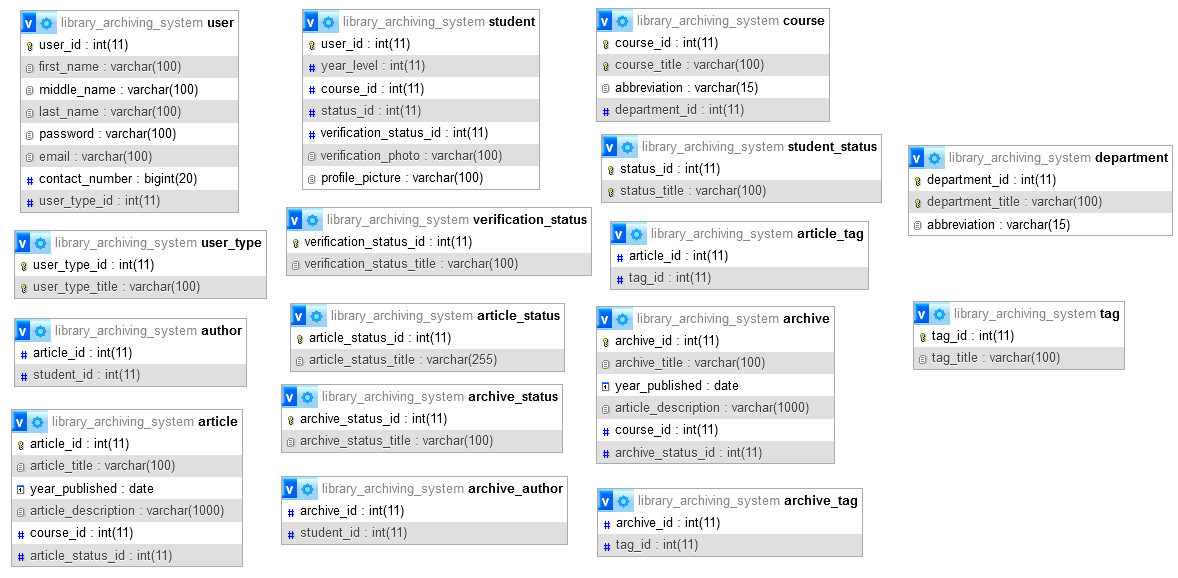 library_archiving_system user
user_id : int(11)
first_name : varchar(100)
middle_name : varchar(100)
last_name : varchar(100)
password : varchar(100)
email : varchar(100)
contact_number : bigint(20)
user_type_id : int(11)
library_archiving_system user_type
user_type_id : int(11)
user_type_title : varchar(100)
library_archiving_system author
article_id : int(11)
student_id : int(11)
library_archiving_system article
article_id : int(11)
article_title : varchar(100)
year_published : date
article_description : varchar(1000)
course_id : int(11)
article_status_id : int(11)
library_archiving_system student
user_id : int(11)
year_level : int(11)
course_id : int(11)
status_id : int(11)
verification_status_id : int(11)
verification_photo : varchar(100)
profile_picture : varchar(100)
library_archiving_system verification_status
verification_status_id : int(11)
verification_status_title : varchar(100)
library_archiving_system article_status
article_status_id : int(11)
article_status_title : varchar(255)
library_archiving_system archive_status
archive_status_id : int(11)
archive_status_title : varchar(100)
library_archiving_system archive_author
archive_id : int(11)
student_id : int(11)
library_archiving_system course
course_id : int(11)
course_title : varchar(100)
abbreviation : varchar(15)
department_id : int(11)
library_archiving_system student_status
status_id : int(11)
status_title : varchar(100)
library_archiving_system article_tag
article_id : int(11)
tag_id : int(11)
library_archiving_system archive
archive_id : int(11)
archive_title : varchar(100)
year_published : date
article_description : varchar(1000)
course_id : int(11)
archive_status_id : int(11)
library_archiving_system archive_tag
archive_id : int(11)
tag_id : int(11)
library_archiving_system department
department_id : int(11)
department_title : varchar(100)
abbreviation : varchar(15)
library_archiving_system tag
tag_id : int(11)
tag_title : varchar(100)